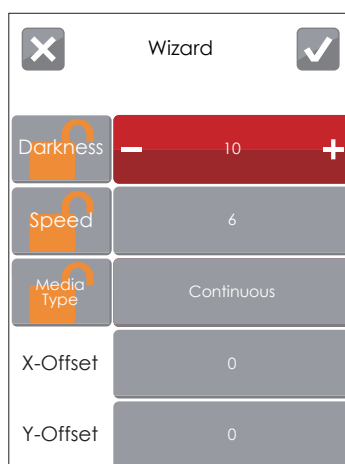 Wizard
Darkness
10
Speed
6
Media
Type
Continuous
X-Offset
0
Y-Offset
0